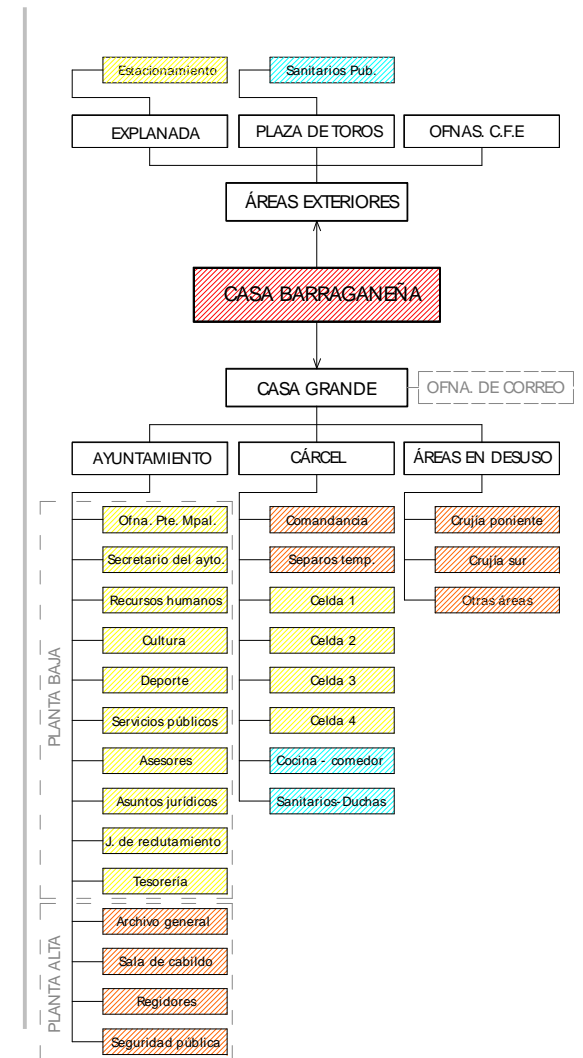 Estacionamiento
Sanitarios Pub.
EXPLANADA
PLAZA DE TOROS
OFNAS. C.F.E
ÁREAS EXTERIORES
CASA BARRAGANEÑA
CASA GRANDE
OFNA. DE CORREO
AYUNTAMIENTO
CÁRCEL
ÁREAS EN DESUSO
PLANTA BAJA
Ofna. Pte. Mpal.
Secretario del ayto.
Recursos humanos
Cultura
Deporte
Servicios públicos
Asesores
Asuntos jurídicos
J. de reclutamiento
Tesorería
PLANTA ALTA
Archivo general
Sala de cabildo
Regidores
Seguridad pública
Comandancia
Separos temp.
Celda 1
Celda 2
Celda 3
Celda 4
Cocina - comedor
Sanitarios-Duchas
Crujía poniente
Crujía sur
Otras áreas